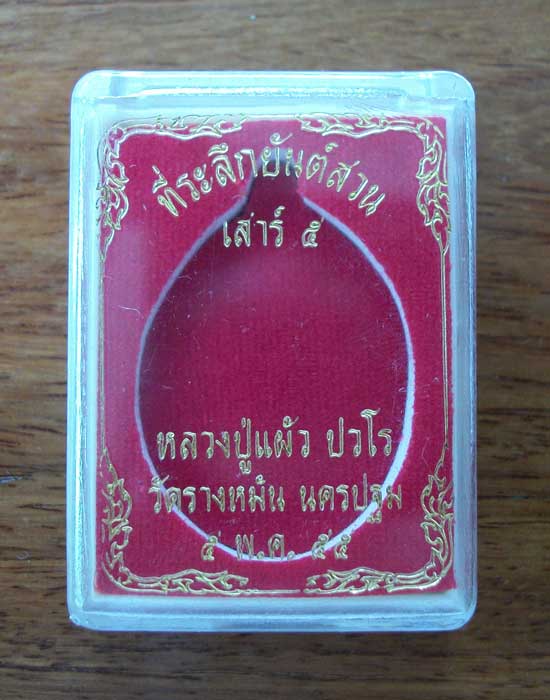 ที่ระลึกยันต์สวน
เสาร์ ๕
หลวงปู่แผ้ว ปวโร
วัดรางหมัน นครปฐม
๕ พ.ค. ๕๕